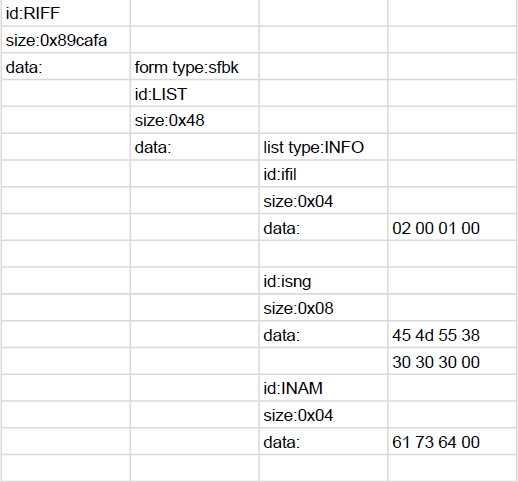 id:RIFF
size:0x89cafa
data: form type:sfbk
id:LIST
size:0x48
data: list type:INFO
id:ifil
size:0x04
data: 02 00 01 00
id:isng
size:0x08
data: 45 4d 55 38
30 30 30 00
id:INAM
size:0x04
data: 61 73 64 00